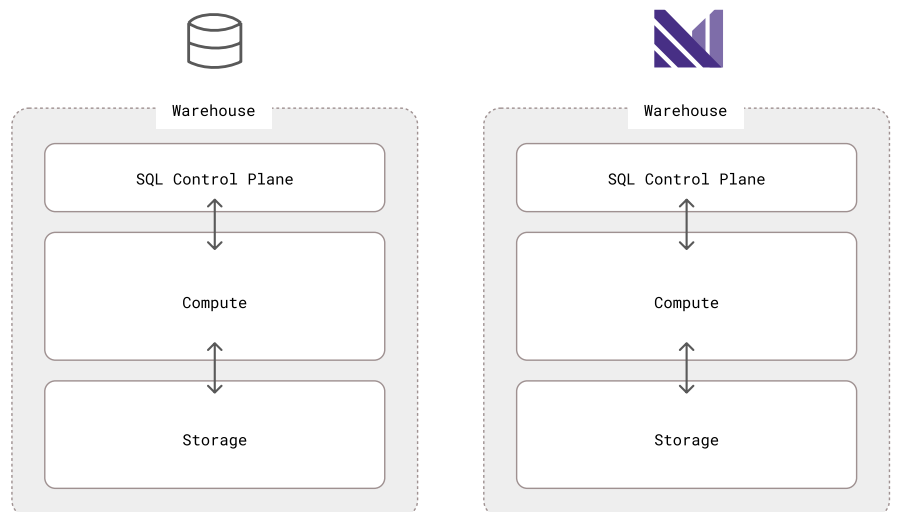 Warehouse
SQL Control Plane
Compute
Storage
Warehouse
SQL Control Plane
Compute
Storage